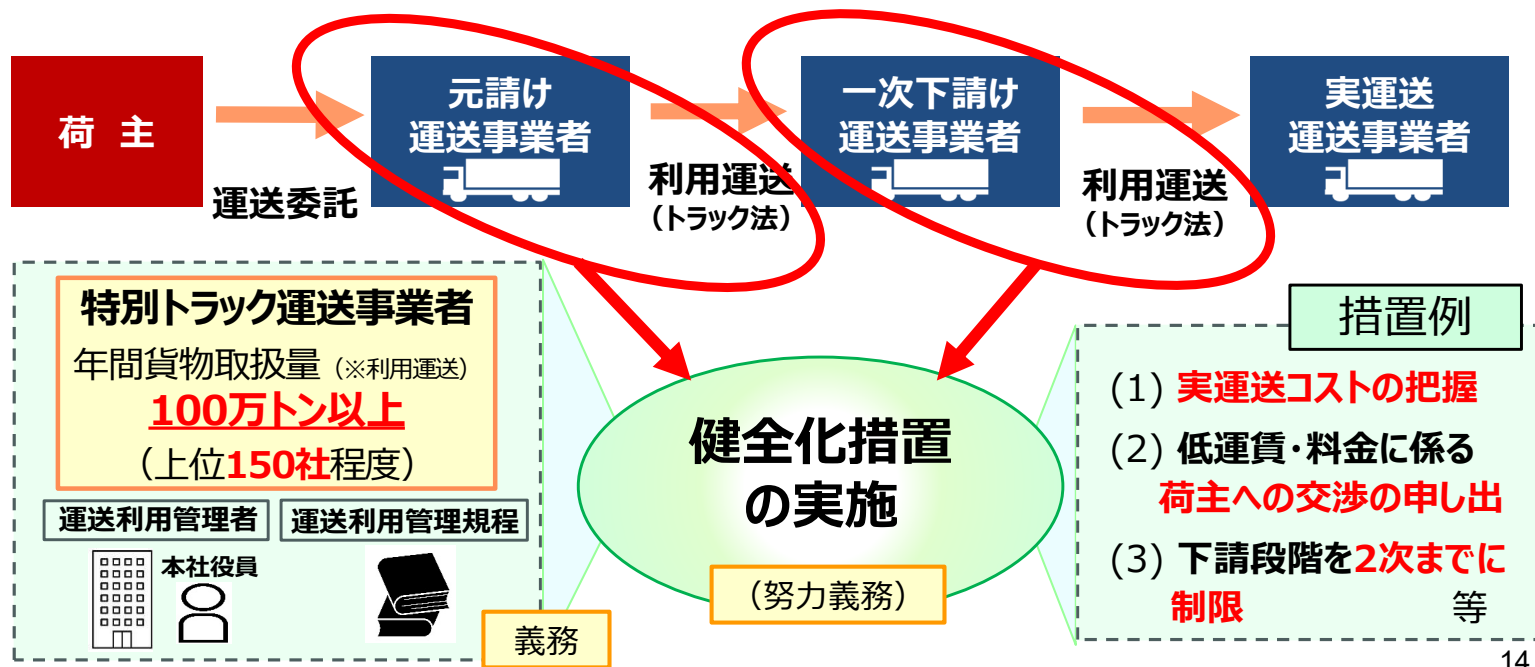 荷 主
運送委託
元請け
運送事業者
利用運送
（トラック法）
一次下請け
運送事業者
利用運送
（トラック法）
実運送
運送事業者
特別トラック運送事業者
年間貨物取扱量（※利用運送）
100万トン以上
（上位150社程度）
運送利用管理者
運送利用管理規程
本社役員
義務
健全化措置
の実施
（努力義務）
措置例
(1) 実運送コストの把握
(2) 低運賃・料金に係る
荷主への交渉の申し出
(3) 下請段階を2次までに
制限 等
14